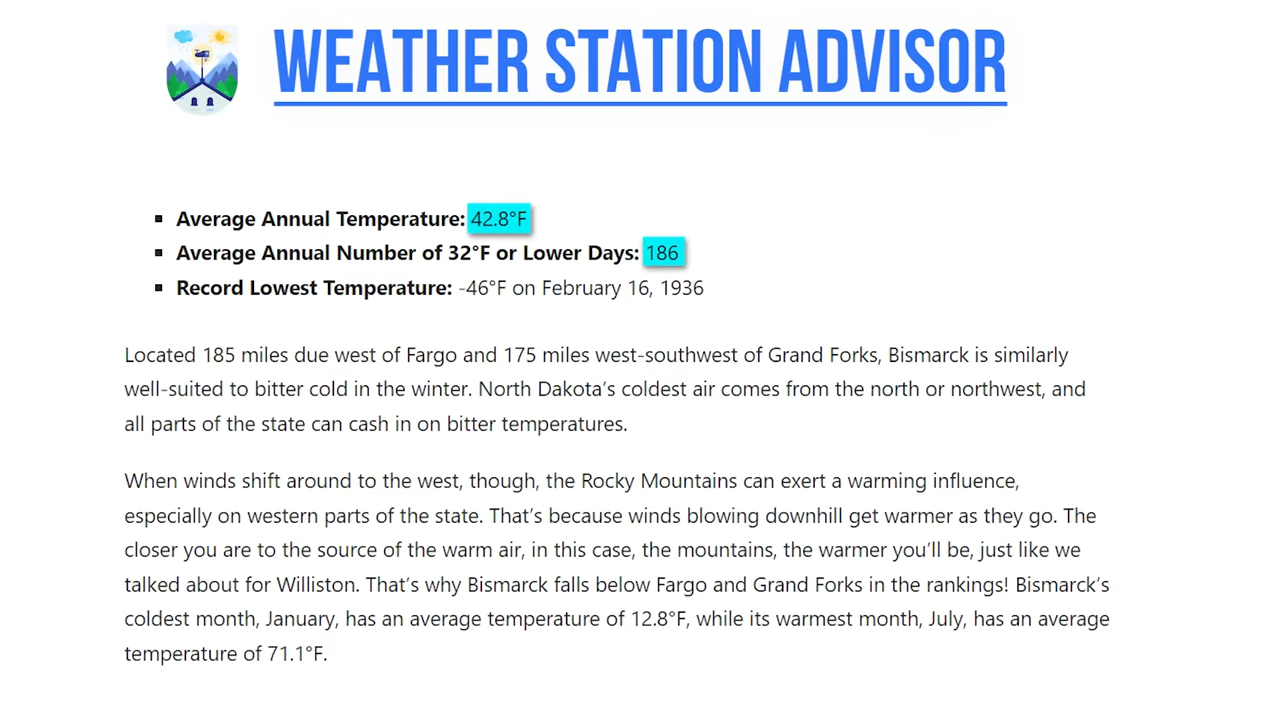 WEATHER STATION ADVISOR
▪ Average Annual Temperature: 42.8°F
▪ Average Annual Number of 32°F or Lower Days: 186
▪ Record Lowest Temperature: -46°F on February 16, 1936
Located 185 miles due west of Fargo and 175 miles west-southwest of Grand Forks, Bismarck is similarly
well-suited to bitter cold in the winter. North Dakota’s coldest air comes from the north or northwest, and
all parts of the state can cash in on bitter temperatures.
When winds shift around to the west, though, the Rocky Mountains can exert a warming influence,
especially on western parts of the state. That’s because winds blowing downhill get warmer as they go. The
closer you are to the source of the warm air, in this case, the mountains, the warmer you’ll be, just like we
talked about for Williston. That’s why Bismarck falls below Fargo and Grand Forks in the rankings! Bismarck’s
coldest month, January, has an average temperature of 12.8°F, while its warmest month, July, has an average
temperature of 71.1°F.